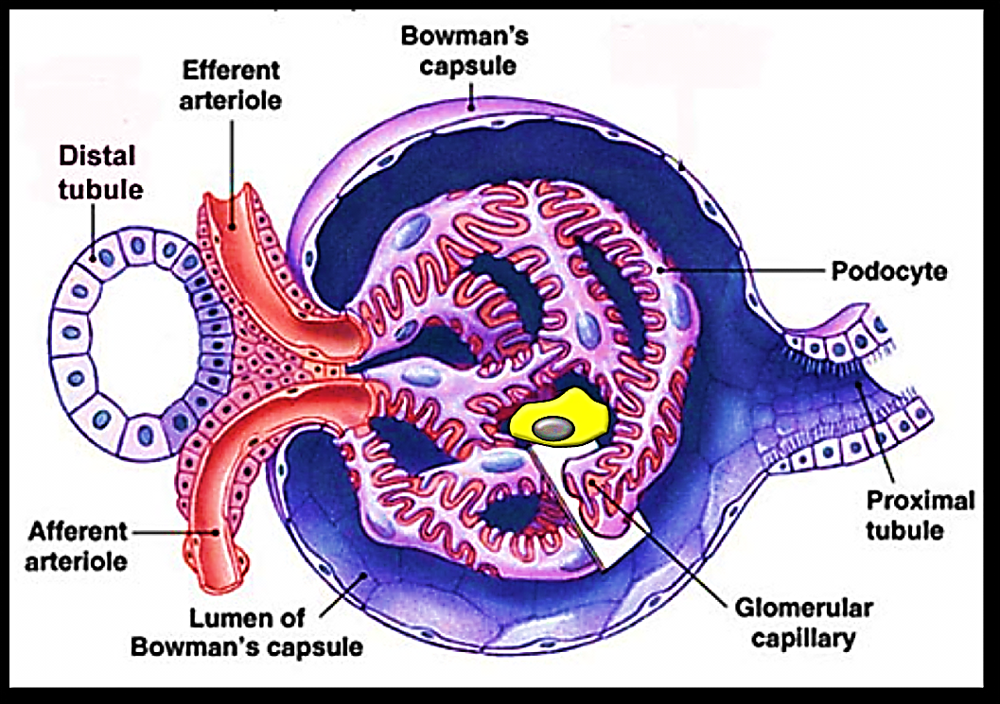 Bowman's
capsule
Efferent
arteriole
Distal
tubule
Podocyte
Proximal
tubule
Afferent
arteriole
Glomerular
capillary
Lumen of
Bowman's capsule